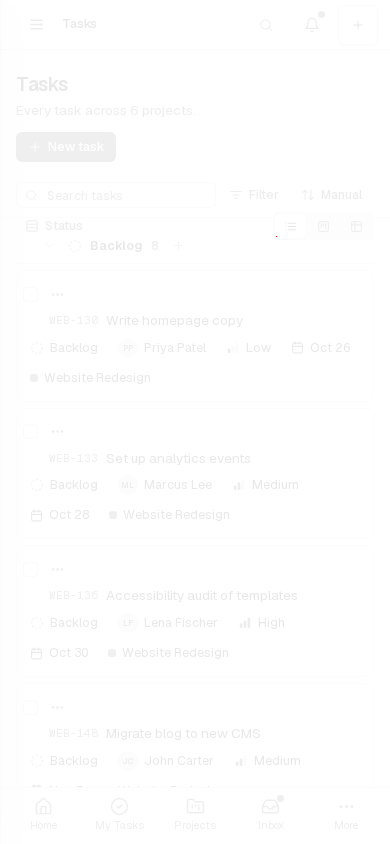 Tasks
Tasks
Every task across 6 projects.
New task
Search tasks
Filter
Manual
Status
Backlog 8
WEB-130 Write homepage copy
Backlog PP Priya Patel Low Oct 26
Website Redesign
WEB-133 Set up analytics events
Backlog ML Marcus Lee Medium
Oct 28 Website Redesign
WEB-136 Accessibility audit of templates
Backlog LF Lena Fischer High
Oct 30 Website Redesign
WEB-148 Migrate blog to new CMS
Backlog JC John Carter Medium
Home My Tasks Projects Inbox More